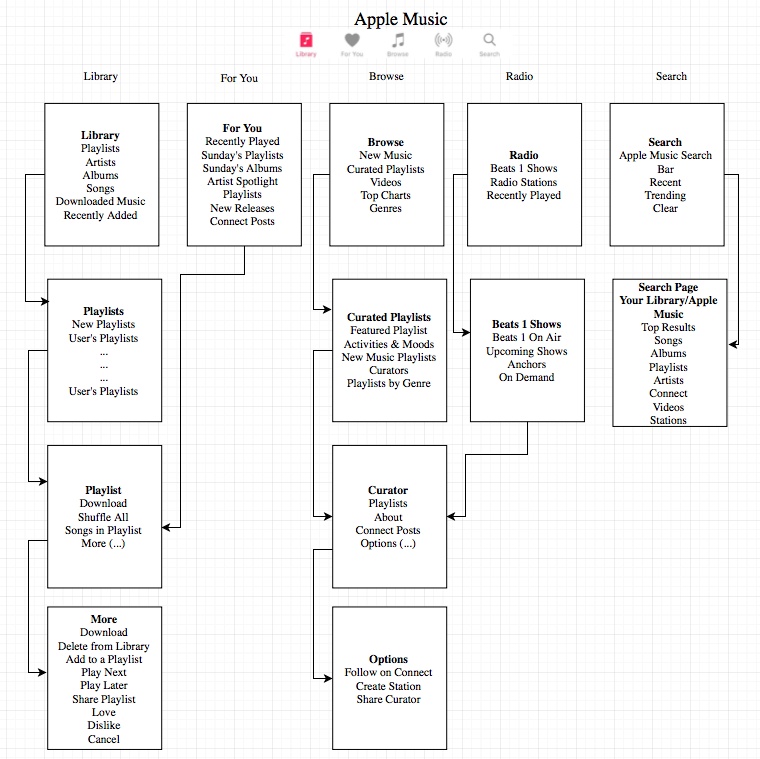 Apple Music
Library
For You
Browse
Radio
Search
Library
For You
Browse
Radio
Search
Library
Playlists
Artists
Albums
Songs
Downloaded Music
Recently Added
For You
Recently Played
Sunday's Playlists
Sunday's Albums
Artist Spotlight
Playlists
New Releases
Connect Posts
Browse
New Music
Curated Playlists
Videos
Top Charts
Genres
Radio
Beats 1 Shows
Radio Stations
Recently Played
Search
Apple Music Search
Bar
Recent
Trending
Clear
Playlists
New Playlists
User's Playlists
...
...
...
User's Playlists
Curated Playlists
Featured Playlist
Activities & Moods
New Music Playlists
Curators
Playlists by Genre
Beats 1 Shows
Beats 1 On Air
Upcoming Shows
Anchors
On Demand
Search Page
Your Library/Apple
Music
Top Results
Songs
Albums
Playlists
Artists
Connect
Videos
Stations
Playlist
Download
Shuffle All
Songs in Playlist
More (...)
Curator
Playlists
About
Connect Posts
Options (...)
More
Download
Delete from Library
Add to a Playlist
Play Next
Play Later
Share Playlist
Love
Dislike
Cancel
Options
Follow on Connect
Create Station
Share Curator